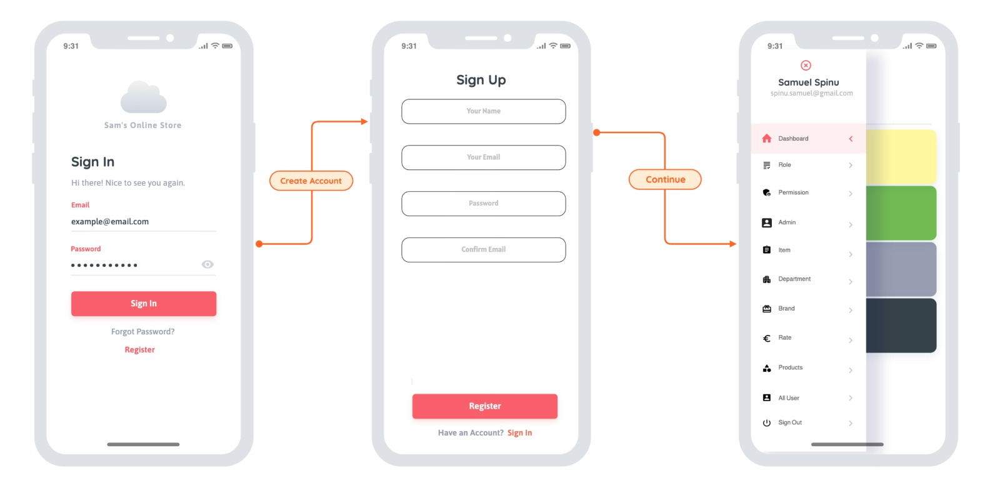 9:31
Sam's Online Store
Sign In
Hi there! Nice to see you again.
Email
example@email.com
Password
Sign In
Forgot Password?
Register
Create Account
9:31
Sign Up
Your Name
Your Email
Password
Confirm Email
Register
Have an Account? Sign In
Continue
9:31
Samuel Spinu
spinu.samuel@gmail.com
Dashboard
Role
Permission
Admin
Item
Department
Brand
Rate
Products
All User
Sign Out